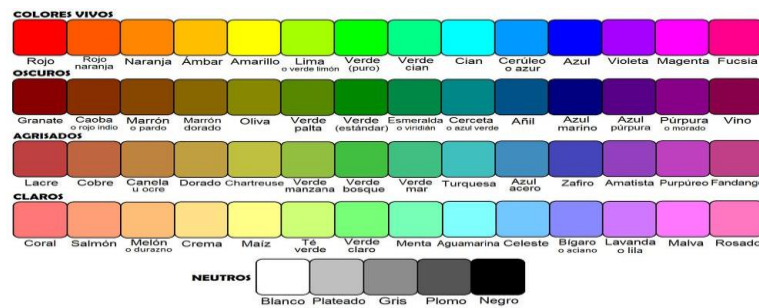 COLORES VIVOS
Rojo Rojo naranja Naranja Ámbar Amarillo Lima o verde limón Verde (puro) Verde cian Cian Cerúleo o azur Azul Violeta Magenta Fucsia
OSCUROS
Granate Caoba o rojo indio Marrón o pardo Marrón dorado Oliva Verde palta Verde (estándar) Esmeralda o viridián Cerceta o azul verde Añil Azul marino Azul púrpura Púrpura o morado Vino
AGRISADOS
Lacre Cobre Canela u ocre Dorado Chartreuse Verde manzana Verde bosque Verde mar Turquesa Azul acero Zafiro Amatista Purpúreo Fandango
CLAROS
Coral Salmón Melón o durazno Crema Maíz Té verde Verde claro Menta Aguamarina Celeste Bígaro o aciano Lavanda o lila Malva Rosado
NEUTROS
Blanco Plateado Gris Plomo Negro